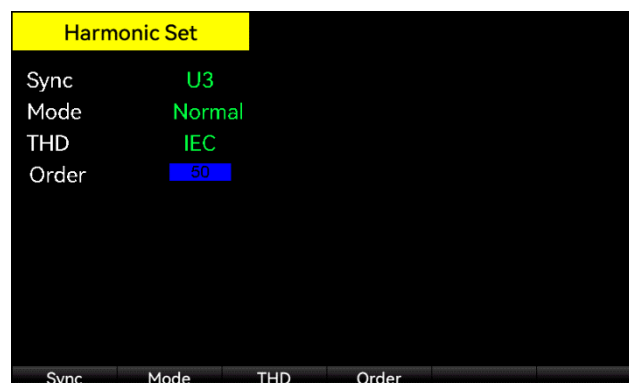 Harmonic Set
Sync U3
Mode Normal
THD IEC
Order 50
Sync Mode THD Order